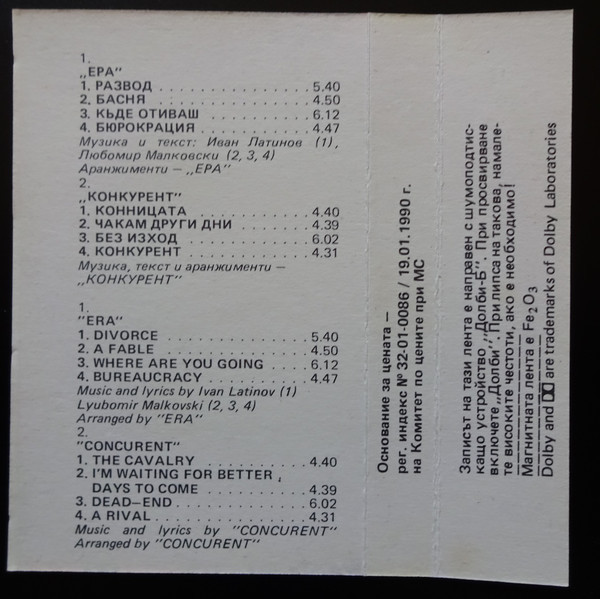 1.
„ЕРА"
1. РАЗВОД . . . . . . . . . . . . . . . 5.40
2. БАСНЯ . . . . . . . . . . . . . . . . 4.50
3. КЪДЕ ОТИВАШ . . . . . . . . . . 6.12
4. БЮРОКРАЦИЯ . . . . . . . . . . 4.47
Музика и текст: Иван Латинов (1),
Любомир Малковски (2, 3, 4)
Аранжименти — „ЕРА"
2.
„КОНКУРЕНТ"
1. КОННИЦАТА . . . . . . . . . . . 4.40
2. ЧАКАМ ДРУГИ ДНИ . . . . . . . 4.39
3. БЕЗ ИЗХОД . . . . . . . . . . . . 6.02
4. КОНКУРЕНТ . . . . . . . . . . . . 4.31
Музика, текст и аранжименти —
„КОНКУРЕНТ"
1.
"ERA"
1. DIVORCE . . . . . . . . . . . . . . 5.40
2. A FABLE . . . . . . . . . . . . . . 4.50
3. WHERE ARE YOU GOING . . . . 6.12
4. BUREAUCRACY . . . . . . . . . . 4.47
Music and lyrics by Ivan Latinov (1)
Lyubomir Malkovski (2, 3, 4)
Arranged by "ERA"
2.
"CONCURENT"
1. THE CAVALRY . . . . . . . . . . 4.40
2. I'M WAITING FOR BETTER
DAYS TO COME . . . . . . . . . 4.39
3. DEAD—END . . . . . . . . . . . . 6.02
4. A RIVAL . . . . . . . . . . . . . . 4.31
Music and lyrics by "CONCURENT"
Arranged by "CONCURENT"
Основание за цената —
рег. индекс № 32-01-0086 / 19.01.1990 г.
на Комитет по цените при МС
Записът на тази лента е направен с шумоподтис-
кащо устройство „Долби-Б". При просвирване
включете „Долби". При липса на такова, намале-
те високите честоти, ако е необходимо!
Магнитната лента е Fe₂O₃
Dolby and are trademarks of Dolby Laboratories